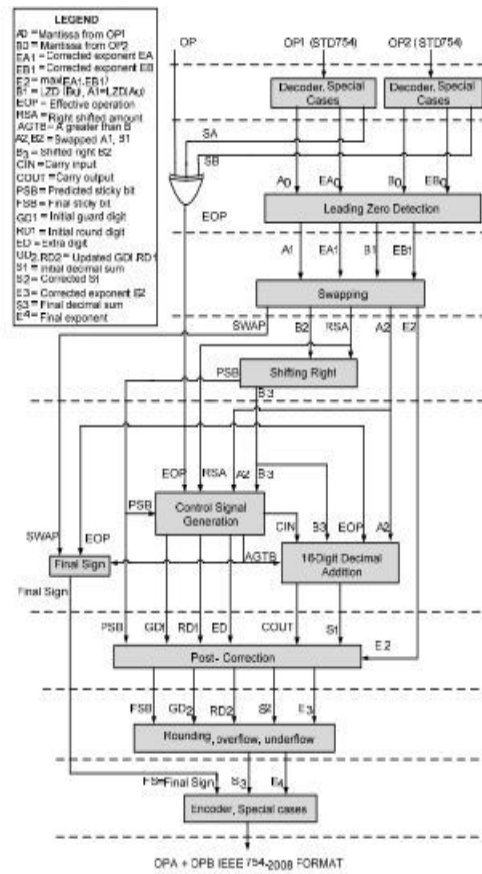 LEGEND
A0 = Mantissa from OP1
B0 = Mantissa from OP2
EA1 = Corrected exponent EA
EB1 = Corrected exponent EB
E2 = max(EA1,EB1)
B1 = LZD (B0), A1=LZD(A0)
EOP = Effective operation
RSA = Right shifted amount
AGTB = A greater than B
A2,B2 = Swapped A1, B1
B3 = Shifted right B2
CIN = Carry input
COUT = Carry output
PSB = Predicted sticky bit
FSB = Final sticky bit
GD1 = Initial guard digit
RD1 = Initial round digit
ED = Extra digit
GD2,RD2 = Updated GD1,RD1
S1 = Initial decimal sum
S2 = Corrected S1
E3 = Corrected exponent E2
S3 = Final decimal sum
E4 = Final exponent
OP
OP1 (STD754)
OP2 (STD754)
Decoder, Special Cases
Decoder, Special Cases
SA
SB
A0
EA0
B0
EB0
Leading Zero Detection
EOP
A1
EA1
B1
EB1
Swapping
SWAP
B2
RSA
A2
E2
Shifting Right
PSB
B3
EOP
RSA
A2
B3
PSB
Control Signal
Generation
CIN
B3
EOP
A2
SWAP
EOP
Final Sign
AGTB
16-Digit Decimal
Addition
Final Sign
PSB
GD1
RD1
ED
COUT
S1
E2
Post- Correction
FSB
GD2
RD2
S2
E3
Rounding, overflow, underflow
FS=Final Sign
S3
E4
Encoder, Special cases
OPA + OPB IEEE 754-2008 FORMAT